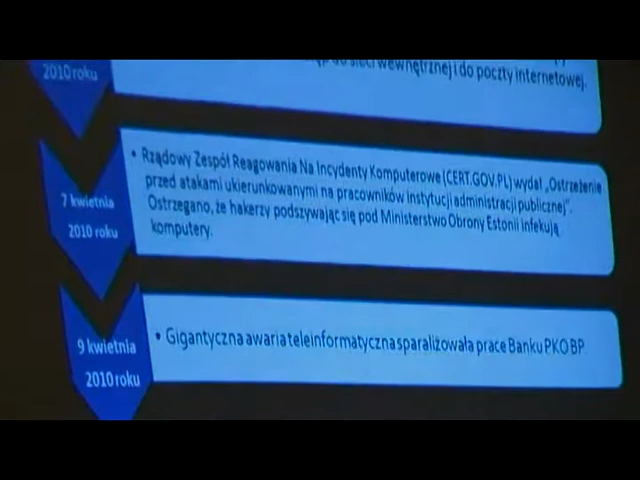 2010 roku
do sieci wewnętrznej i do poczty internetowej.
7 kwietnia
2010 roku
• Rządowy Zespół Reagowania Na Incydenty Komputerowe (CERT.GOV.PL) wydał „Ostrzeżenie
przed atakami ukierunkowanymi na pracowników instytucji administracji publicznej”.
Ostrzegano, że hakerzy podszywając się pod Ministerstwo Obrony Estonii infekują
komputery.
9 kwietnia
2010 roku
• Gigantyczna awaria teleinformatyczna sparaliżowała prace Banku PKO BP.